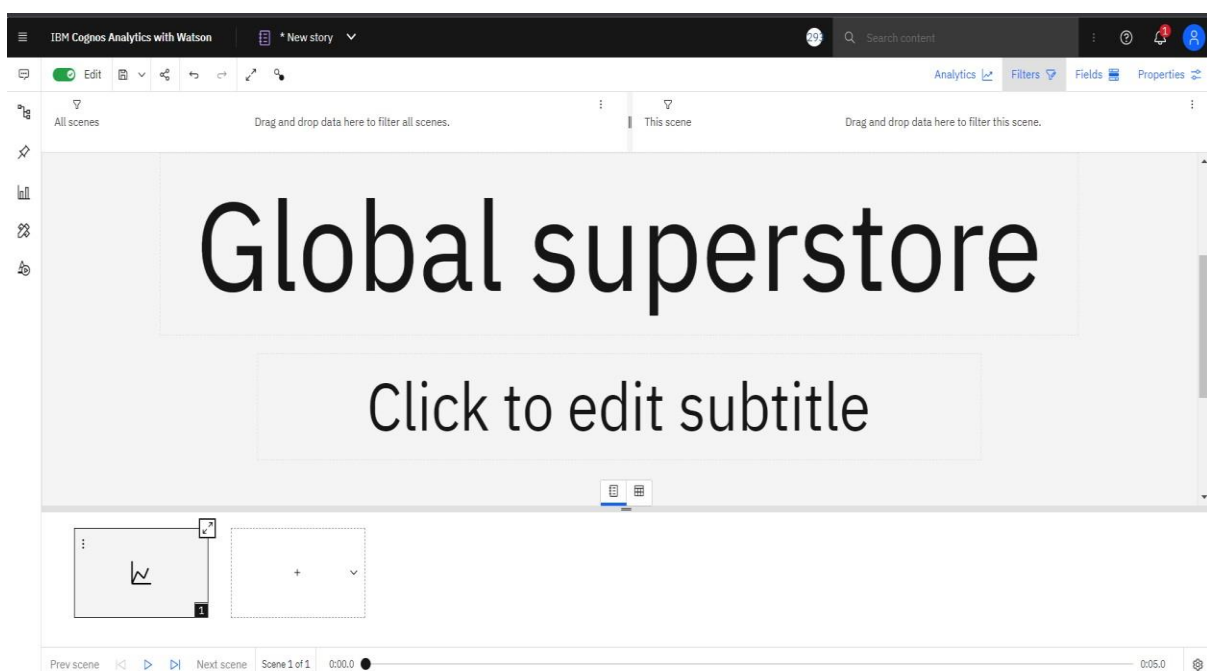 IBM Cognos Analytics with Watson * New story 293 Search content 1
Edit Analytics Filters Fields Properties
All scenes Drag and drop data here to filter all scenes. This scene Drag and drop data here to filter this scene.
Global superstore
Click to edit subtitle
1
Prev scene Next scene Scene 1 of 1 0:00.0 0:05.0